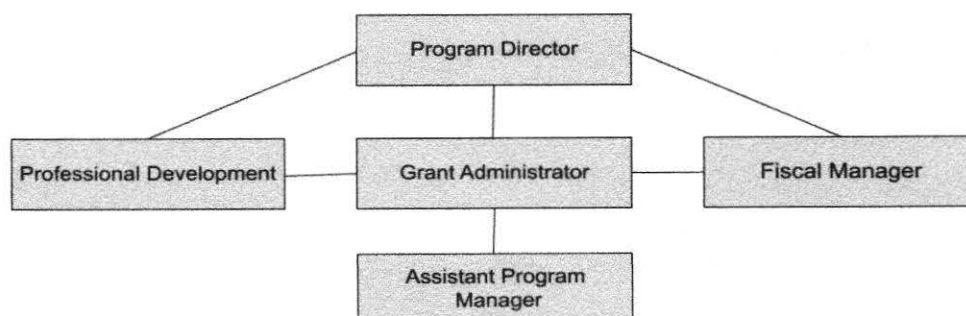 Program Director
Professional Development
Grant Administrator
Fiscal Manager
Assistant Program
Manager